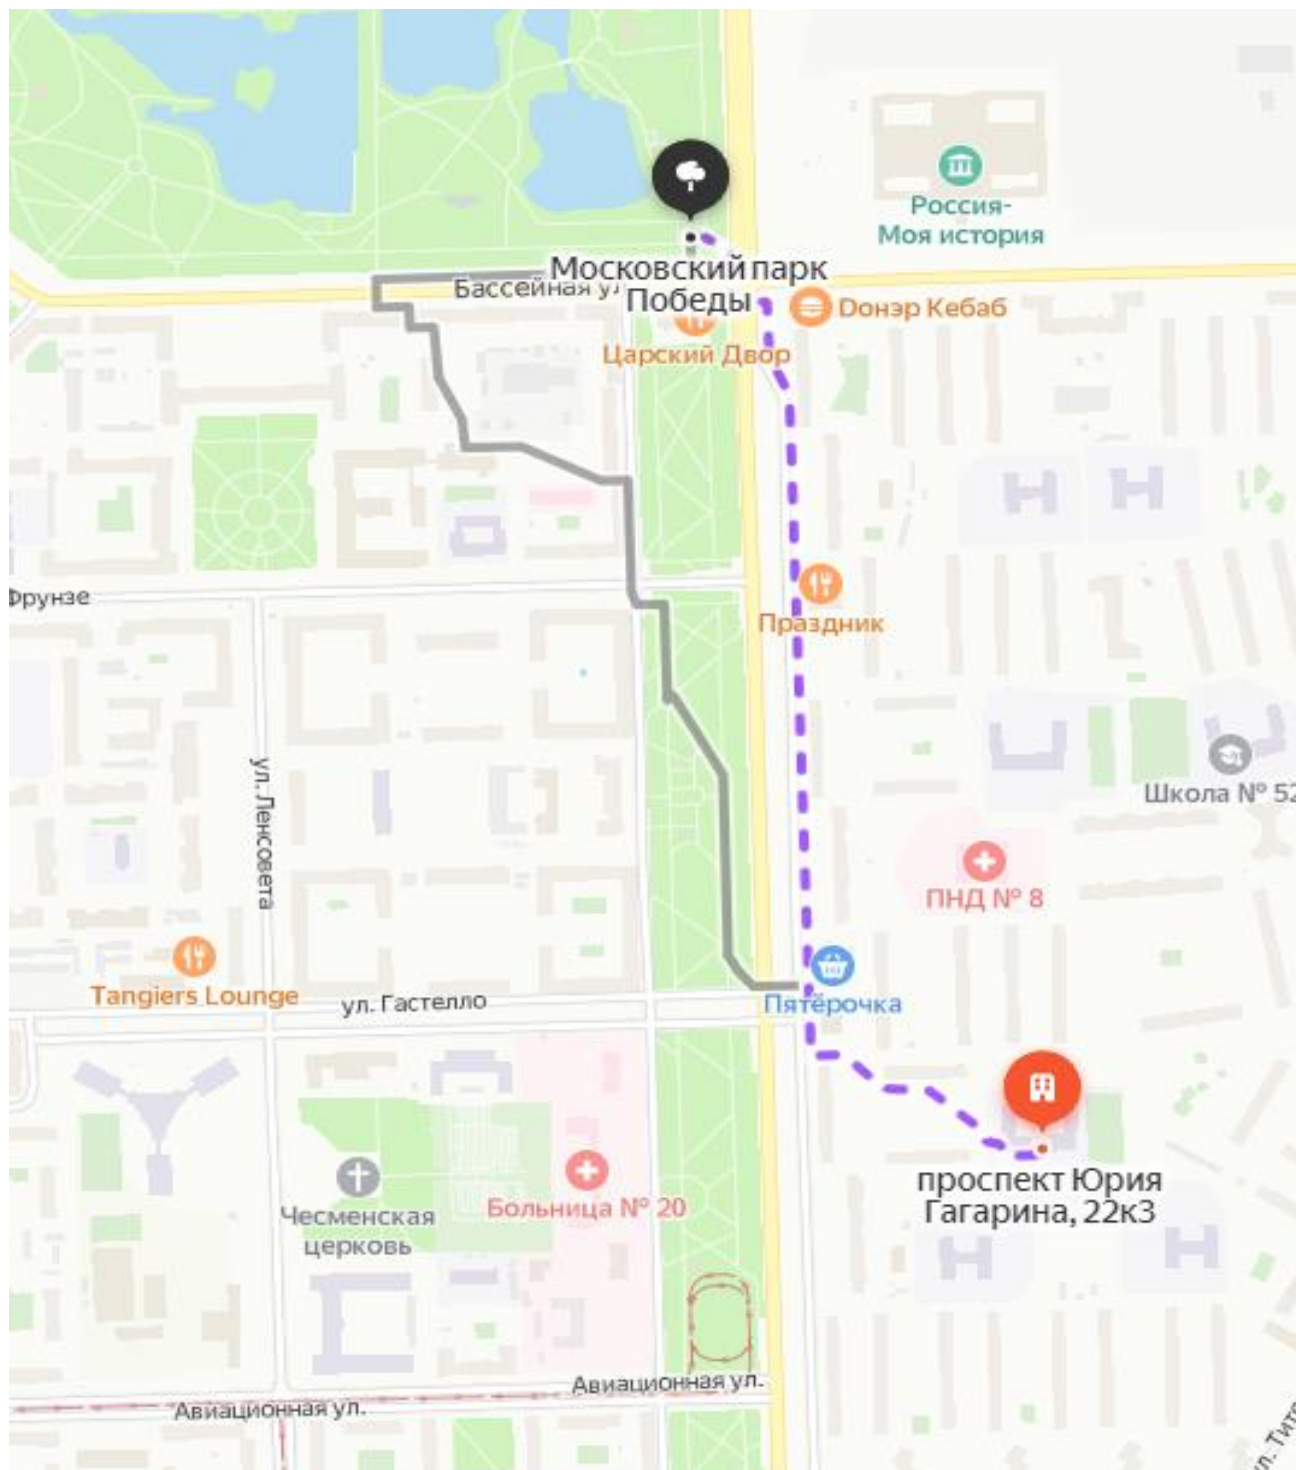 Россия-
Моя история
Московский парк
Победы
Бассейная ул
Dонэр Кебаб
Царский Двор
Фрунзе
Праздник
ул. Ленсовета
Школа № 52
ПНД № 8
Tangiers Lounge
ул. Гастелло
Пятёрочка
проспект Юрия
Гагарина, 22к3
Чесменская
церковь
Больница № 20
Авиационная ул.
Авиационная ул.